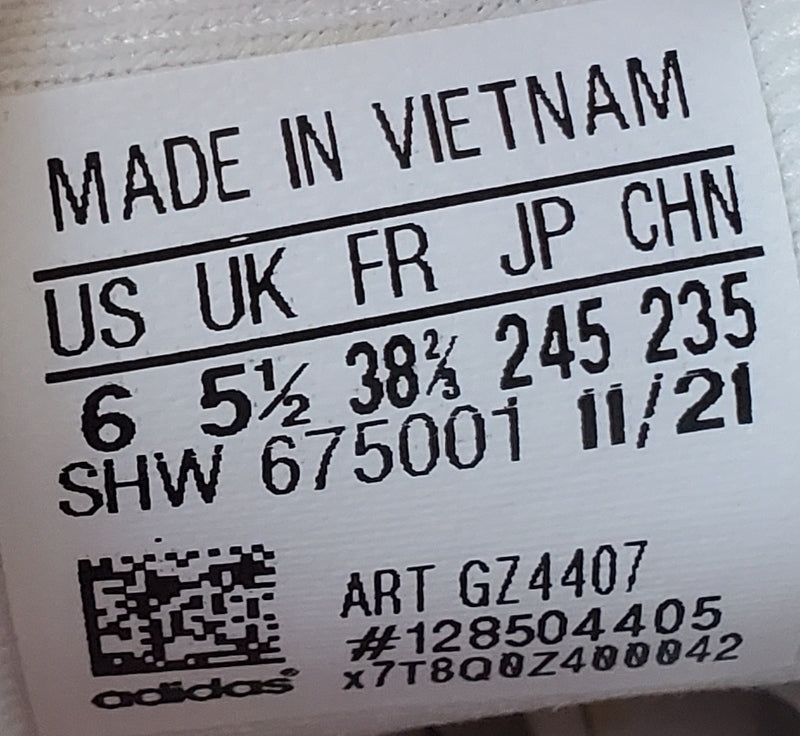 MADE IN VIETNAM
US UK FR JP CHN
6 5½ 38⅔ 245 235
SHW 675001 11/21
ART GZ4407
#128504405
x7T8Q0Z400042
adidas